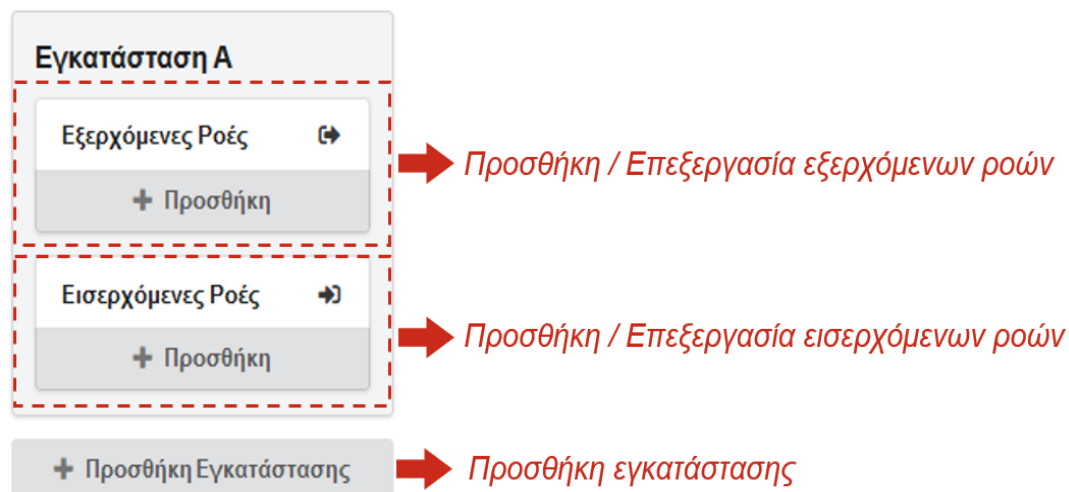 Εγκατάσταση Α
Εξερχόμενες Ροές
+ Προσθήκη
Προσθήκη / Επεξεργασία εξερχόμενων ροών
Εισερχόμενες Ροές
+ Προσθήκη
Προσθήκη / Επεξεργασία εισερχόμενων ροών
+ Προσθήκη Εγκατάστασης
Προσθήκη εγκατάστασης